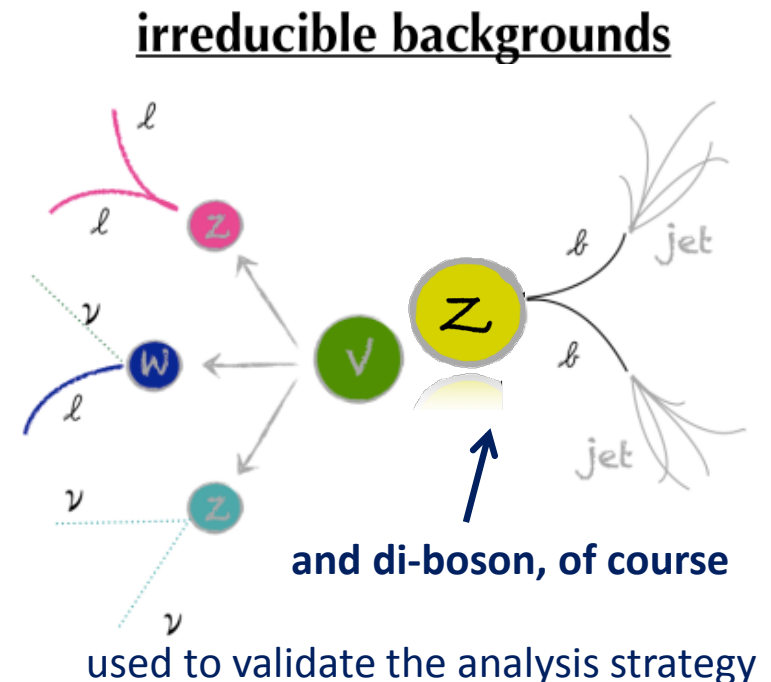 irreducible backgrounds
ℓ
ℓ
Z
ν
W
ℓ
ν
Z
ν
V
Z
b
jet
b
jet
and di-boson, of course
used to validate the analysis strategy